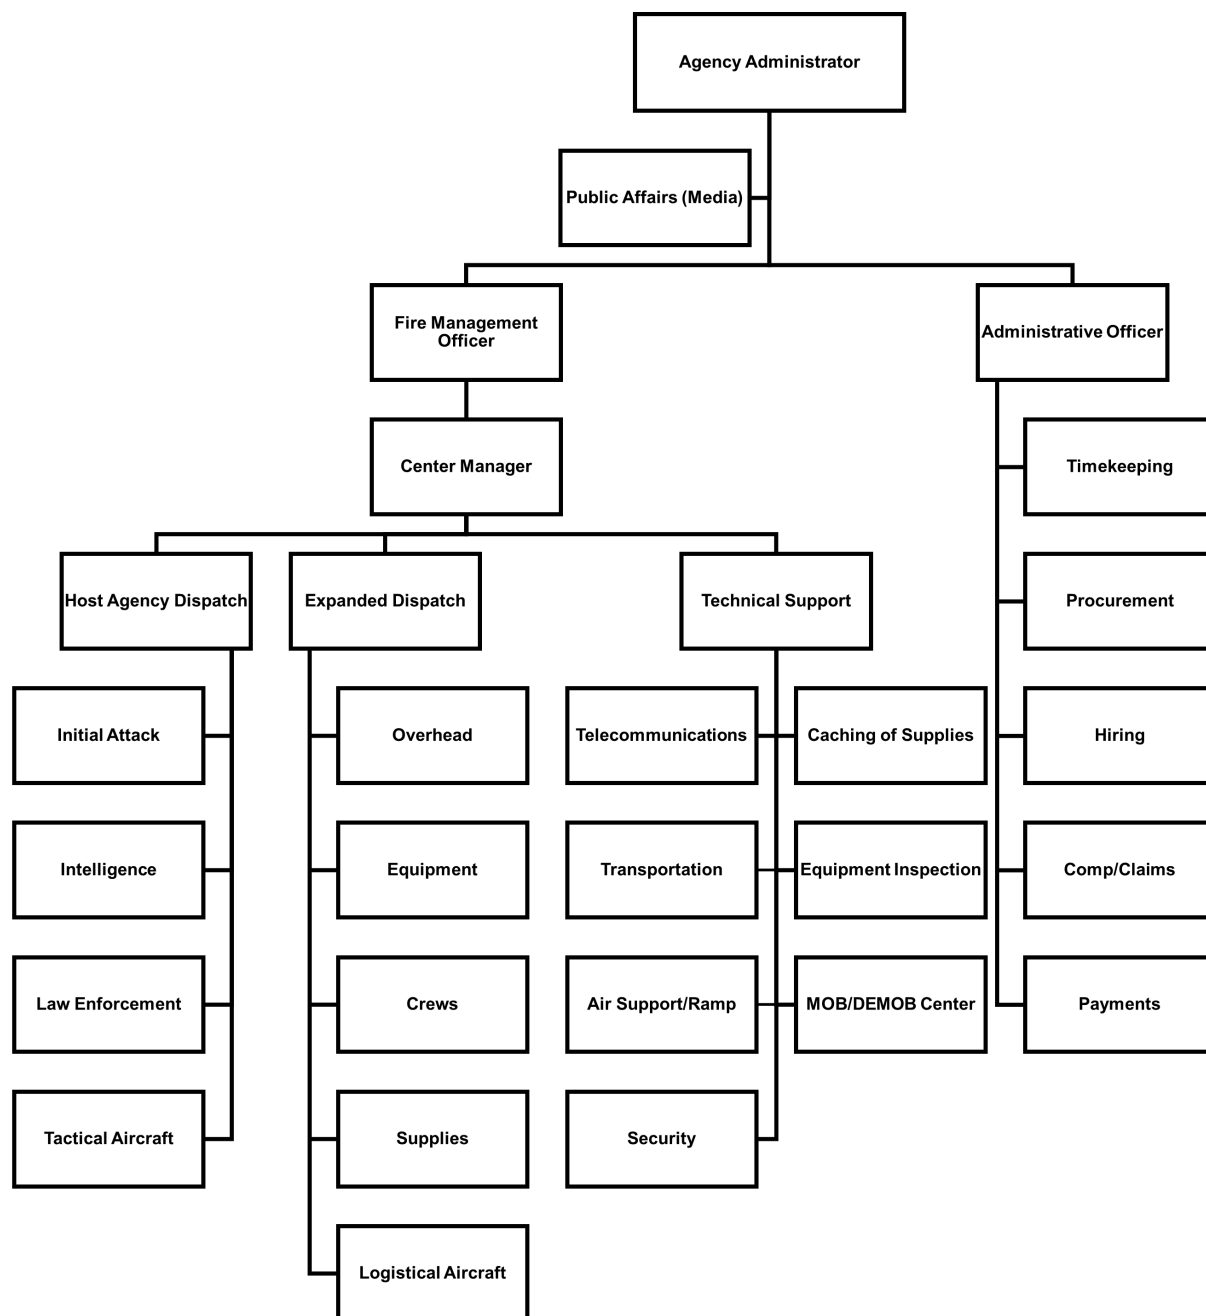 Agency Administrator
Public Affairs (Media)
Fire Management
Officer
Administrative Officer
Center Manager
Timekeeping
Host Agency Dispatch
Expanded Dispatch
Technical Support
Procurement
Initial Attack
Overhead
Telecommunications
Caching of Supplies
Hiring
Intelligence
Equipment
Transportation
Equipment Inspection
Comp/Claims
Law Enforcement
Crews
Air Support/Ramp
MOB/DEMOB Center
Payments
Tactical Aircraft
Supplies
Security
Logistical Aircraft